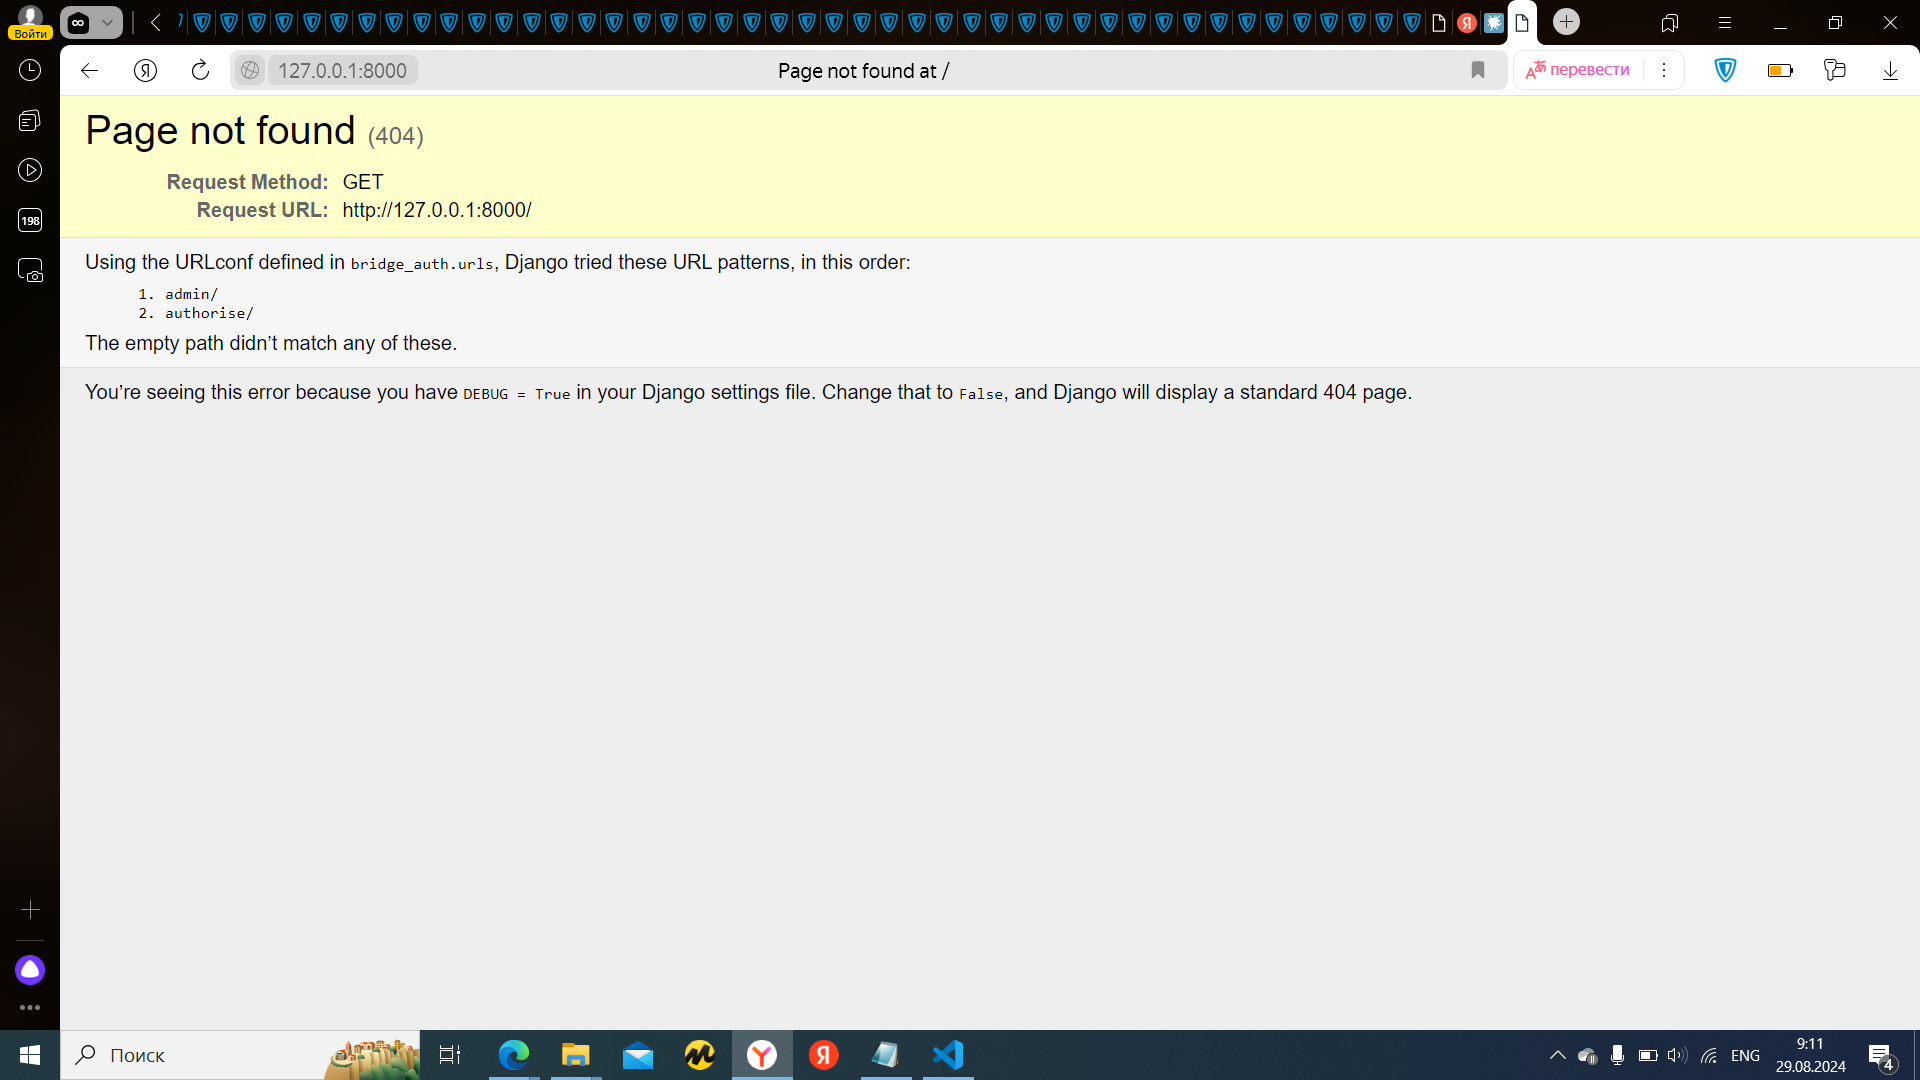 Войти
127.0.0.1:8000
Page not found at /
перевести
198
Page not found (404)
Request Method: GET
Request URL: http://127.0.0.1:8000/
Using the URLconf defined in bridge_auth.urls, Django tried these URL patterns, in this order:
1. admin/
2. authorise/
The empty path didn’t match any of these.
You’re seeing this error because you have DEBUG = True in your Django settings file. Change that to False, and Django will display a standard 404 page.
Поиск
ENG
9:11
29.08.2024
4